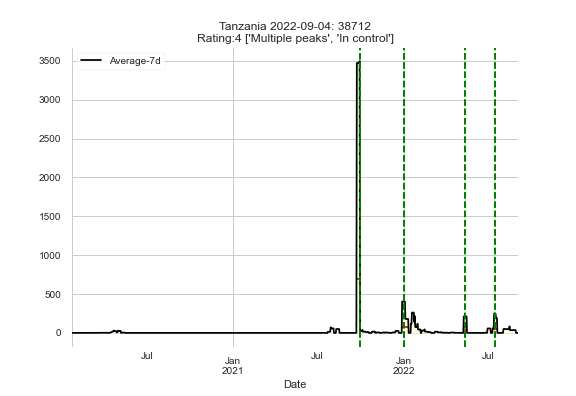 Tanzania 2022-09-04: 38712
Rating:4 ['Multiple peaks', 'In control']
Average-7d
3500
3000
2500
2000
1500
1000
500
0
Jul
Jan
2021
Jul
Jan
2022
Jul
Date